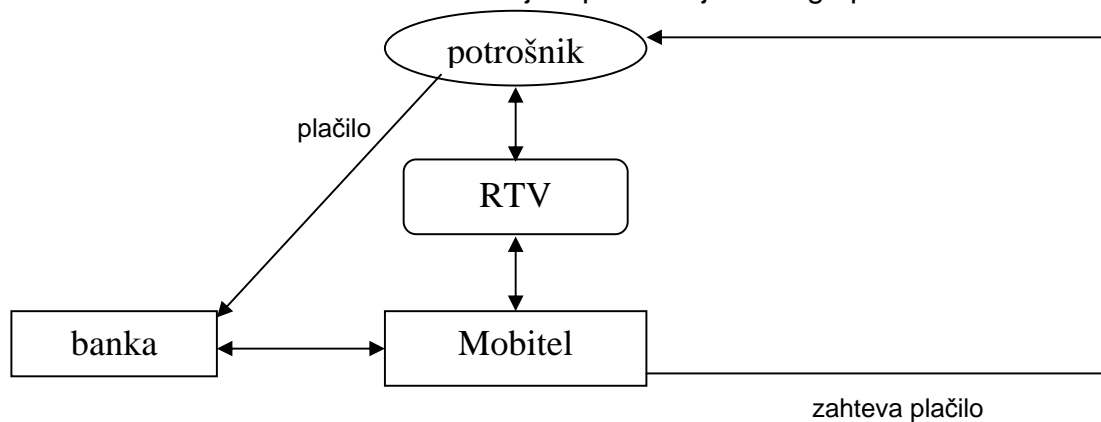 potrošnik
plačilo
RTV
banka
Mobitel
zahteva plačilo